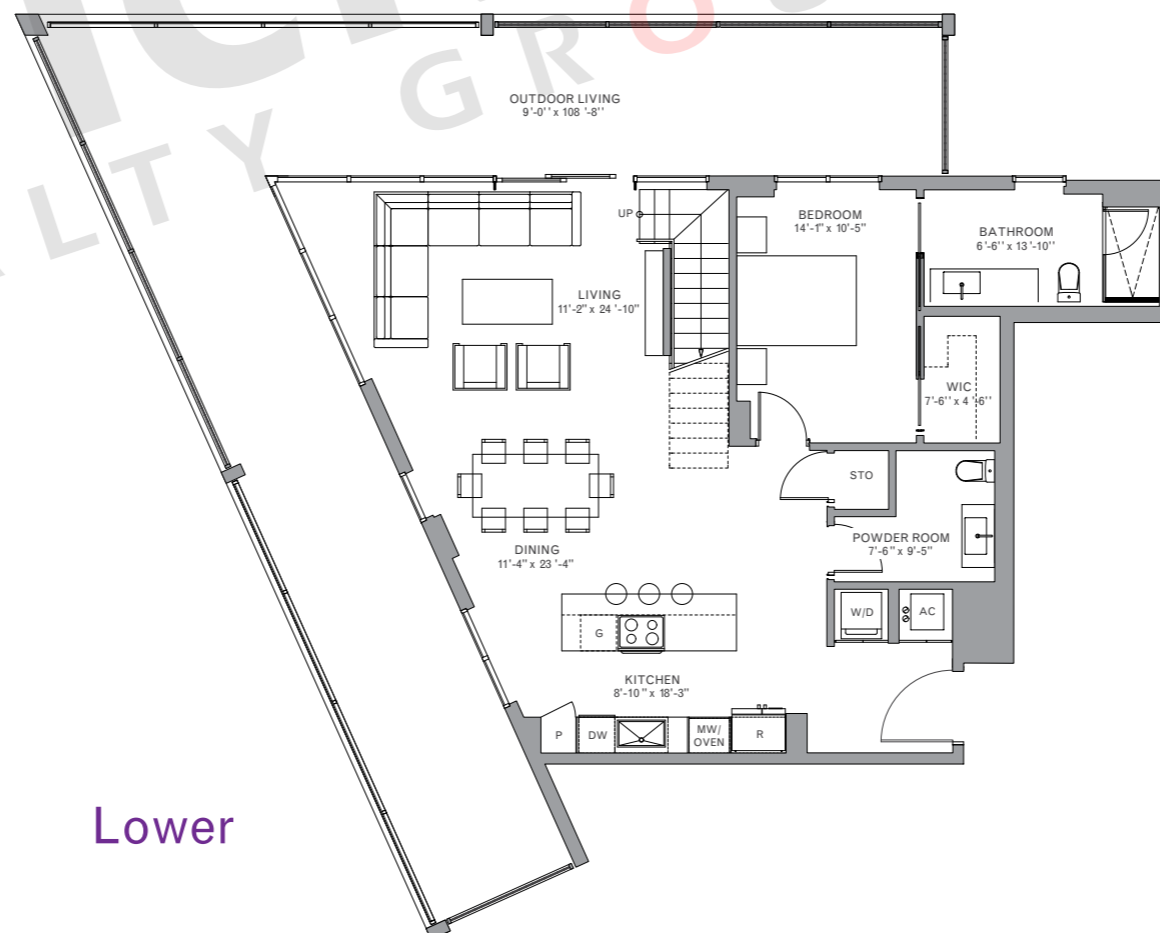 LTY GRO
OUTDOOR LIVING
9'-0'' x 108 '-8''
UP
BEDROOM
14'-1" x 10'-5"
BATHROOM
6'-6'' x 13'-10''
LIVING
11'-2" x 24 '-10"
WIC
7'-6'' x 4 '-6''
STO
DINING
11'-4" x 23 '-4"
POWDER ROOM
7'-6" x 9'-5"
W/D
AC
G
KITCHEN
8'-10 " x 18'-3"
P
DW
MW/
OVEN
R
Lower